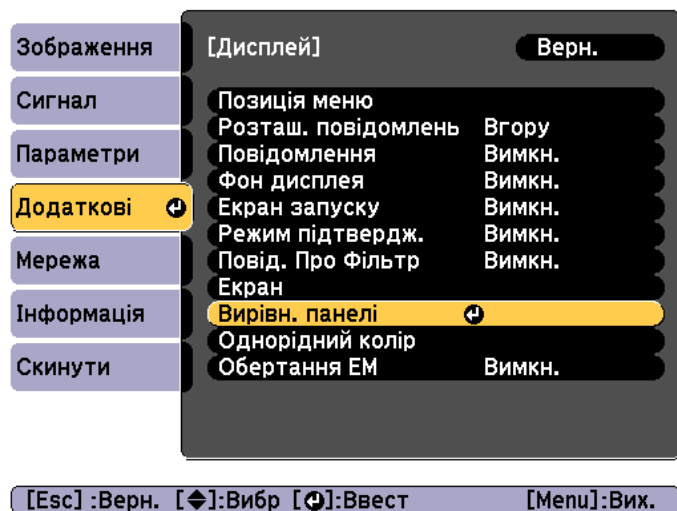 Зображення
Сигнал
Параметри
Додаткові
Мережа
Інформація
Скинути
[Дисплей] Верн.
Позиція меню
Розташ. повідомлень Вгору
Повідомлення Вимкн.
Фон дисплея Вимкн.
Екран запуску Вимкн.
Режим підтвердж. Вимкн.
Повід. Про Фільтр Вимкн.
Екран
Вирівн. панелі
Однорідний колір
Обертання ЕМ Вимкн.
[Esc] :Верн. [◆]:Вибр [↵]:Ввест [Menu]:Вих.